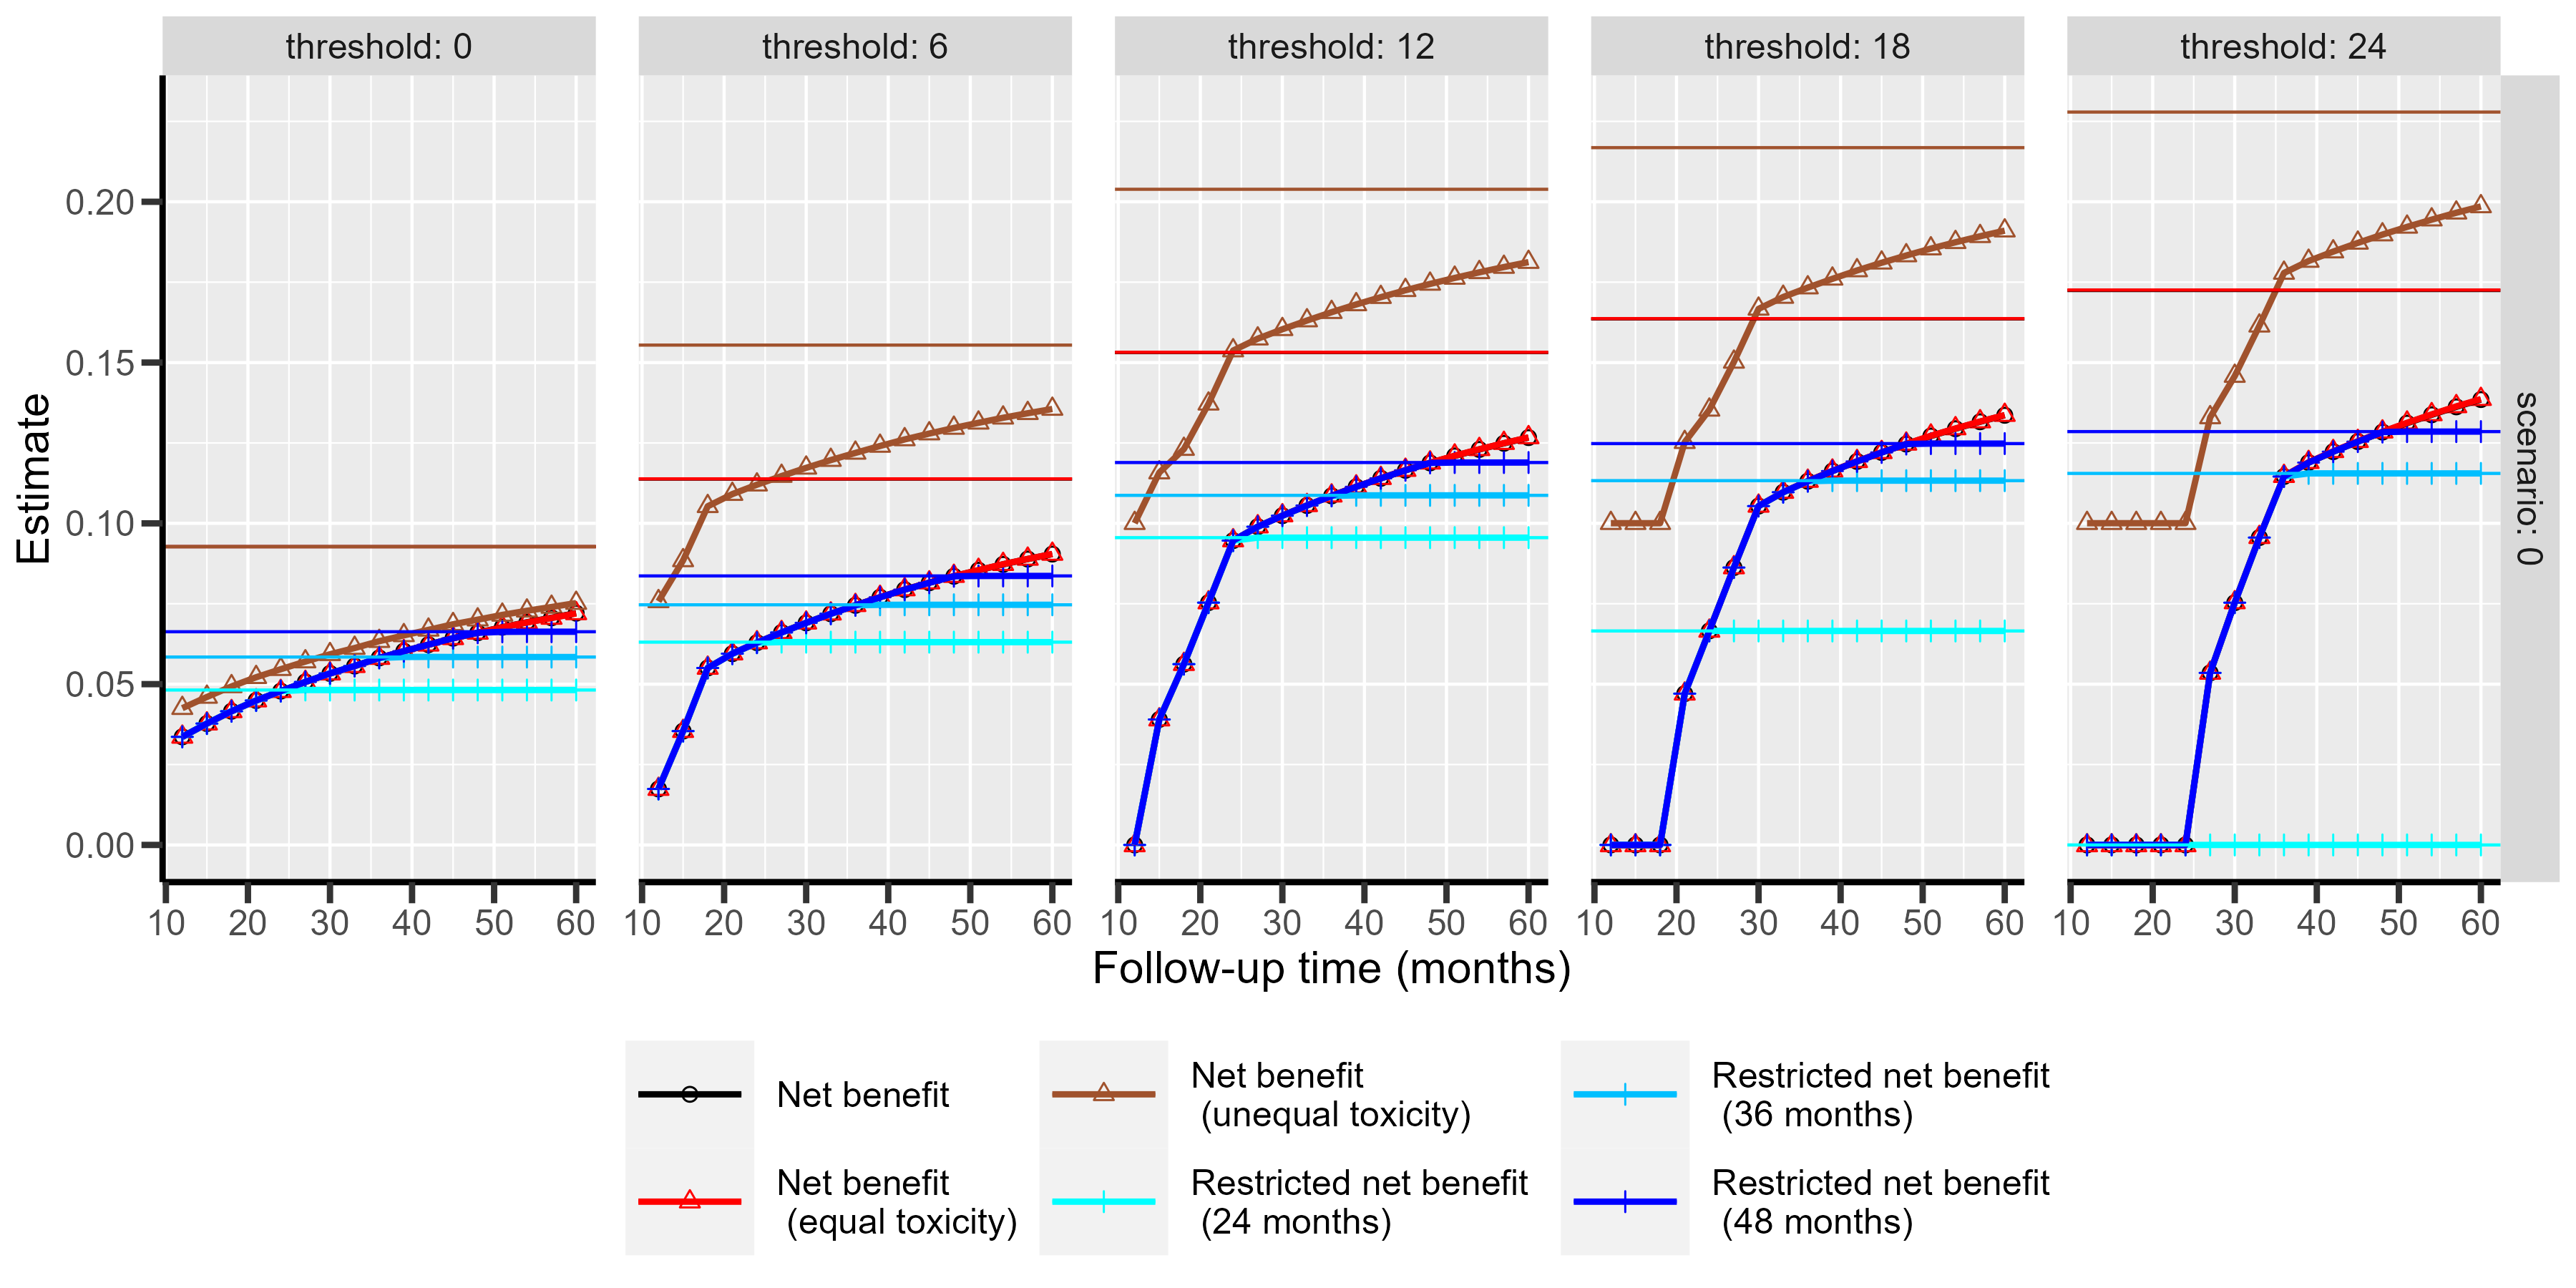 threshold: 0
threshold: 6
threshold: 12
threshold: 18
threshold: 24
scenario: 0
Estimate
0.20
0.15
0.10
0.05
0.00
10 20 30 40 50 60
10 20 30 40 50 60
10 20 30 40 50 60
10 20 30 40 50 60
10 20 30 40 50 60
Follow-up time (months)
Net benefit
Net benefit
(equal toxicity)
Net benefit
(unequal toxicity)
Restricted net benefit
(24 months)
Restricted net benefit
(36 months)
Restricted net benefit
(48 months)